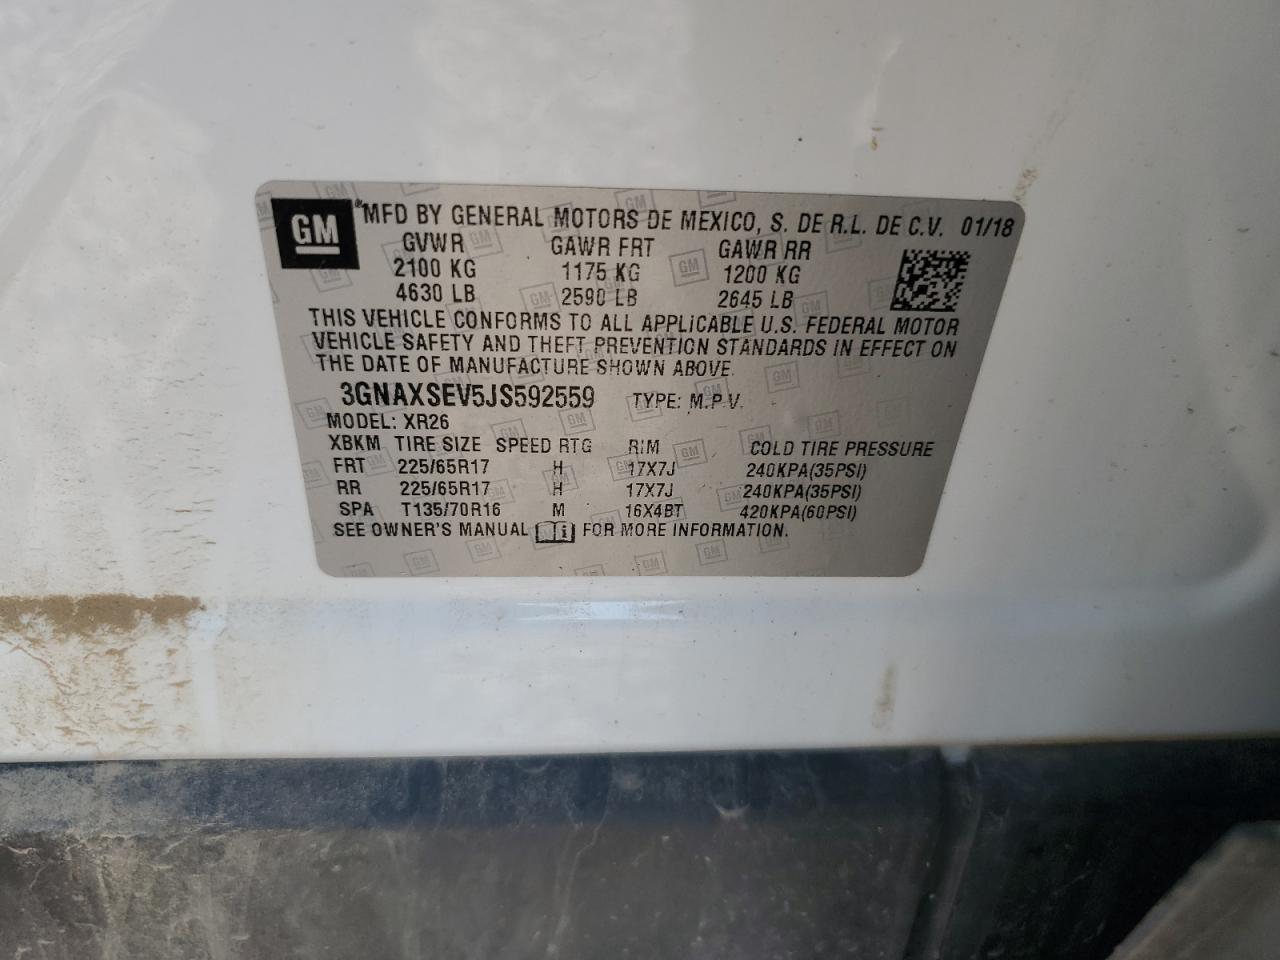 GM ®MFD BY GENERAL MOTORS DE MEXICO, S. DE R.L. DE C.V. 01/18
GVWR GAWR FRT GAWR RR
2100 KG 1175 KG 1200 KG
4630 LB 2590 LB 2645 LB
THIS VEHICLE CONFORMS TO ALL APPLICABLE U.S. FEDERAL MOTOR
VEHICLE SAFETY AND THEFT PREVENTION STANDARDS IN EFFECT ON
THE DATE OF MANUFACTURE SHOWN ABOVE.
3GNAXSEV5JS592559 TYPE: M.P.V.
MODEL: XR26
XBKM TIRE SIZE SPEED RTG RIM COLD TIRE PRESSURE
FRT 225/65R17 H 17X7J 240KPA(35PSI)
RR 225/65R17 H 17X7J 240KPA(35PSI)
SPA T135/70R16 M 16X4BT 420KPA(60PSI)
SEE OWNER'S MANUAL i FOR MORE INFORMATION.